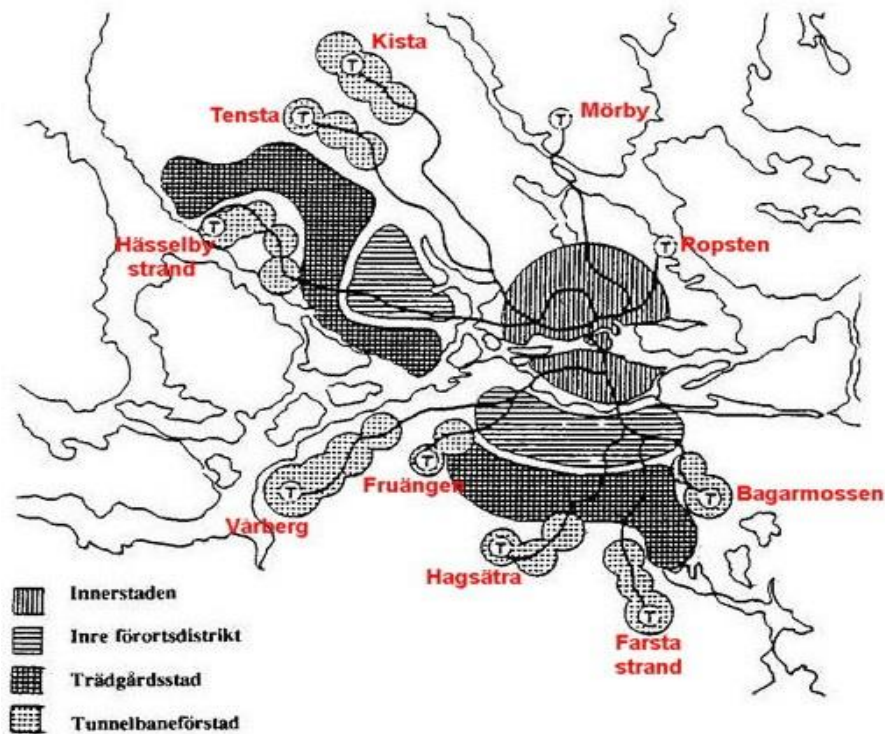 Kista
Tensta
Mörby
Hässelby
strand
Ropsten
Vårberg
Fruängen
Bagarmossen
Hagsätra
Farsta
strand
T
T
T
T
T
T
T
T
T
T
Innerstaden
Inre förortsdistrikt
Trädgårdsstad
Tunnelbaneförstad